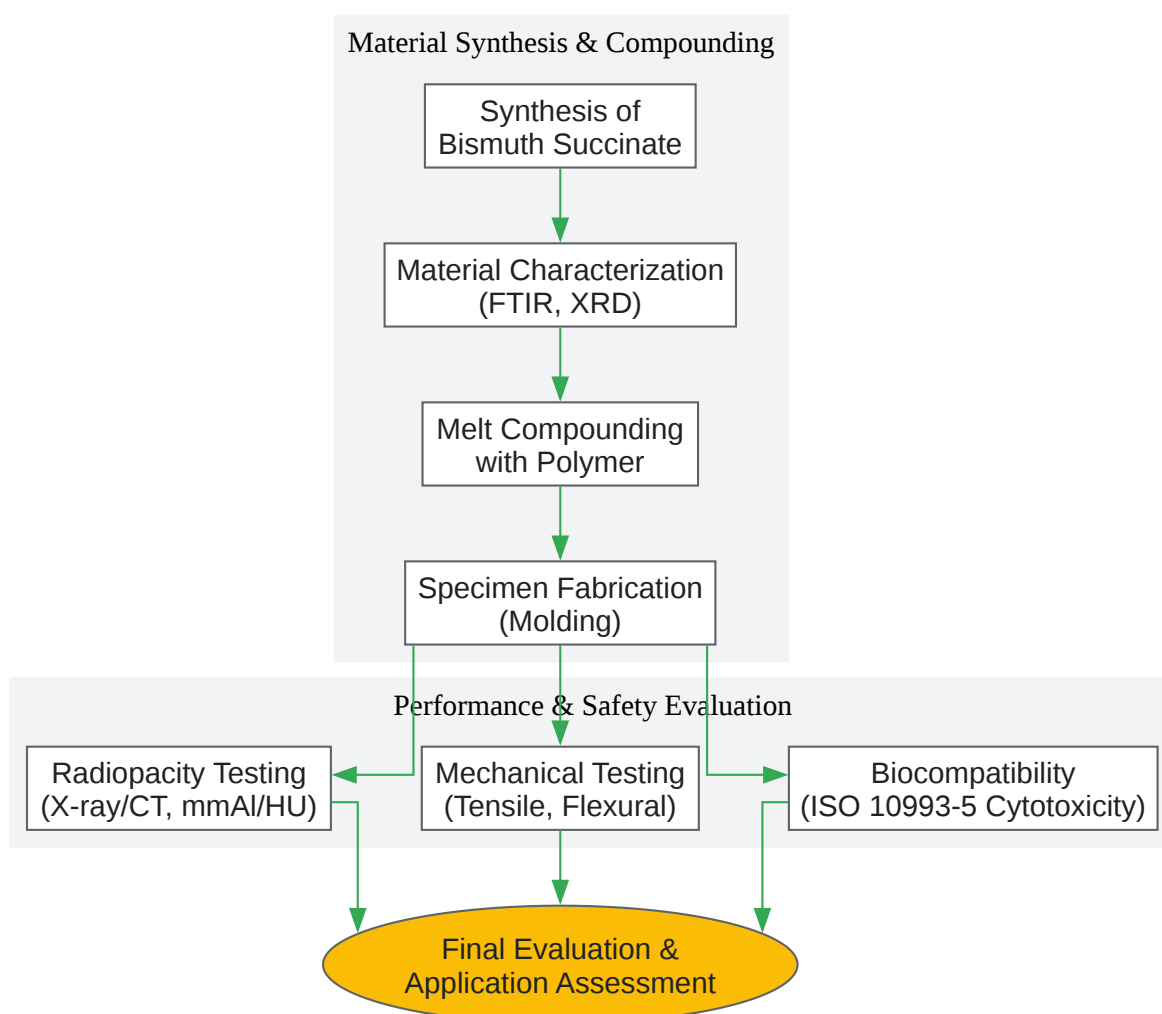 Material Synthesis & Compounding
Synthesis of
Bismuth Succinate
Material Characterization
(FTIR, XRD)
Melt Compounding
with Polymer
Specimen Fabrication
(Molding)
Performance & Safety Evaluation
Radiopacity Testing
(X-ray/CT, mmAl/HU)
Mechanical Testing
(Tensile, Flexural)
Biocompatibility
(ISO 10993-5 Cytotoxicity)
Final Evaluation &
Application Assessment